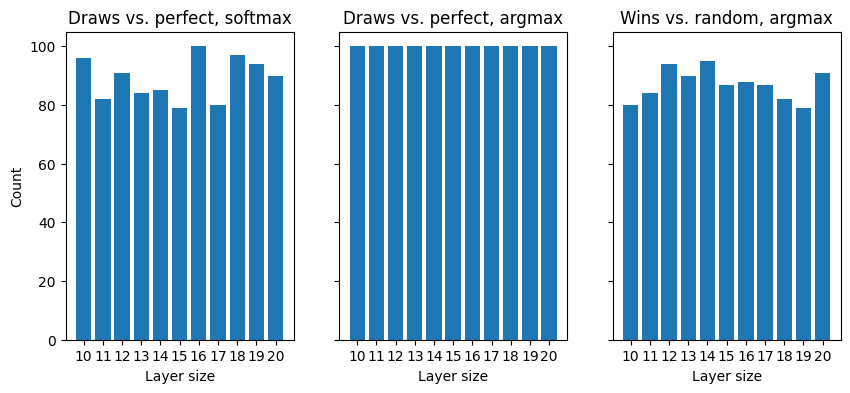 Draws vs. perfect, softmax
Draws vs. perfect, argmax
Wins vs. random, argmax
100
80
60
40
20
0
Count
10 11 12 13 14 15 16 17 18 19 20
Layer size
10 11 12 13 14 15 16 17 18 19 20
Layer size
10 11 12 13 14 15 16 17 18 19 20
Layer size